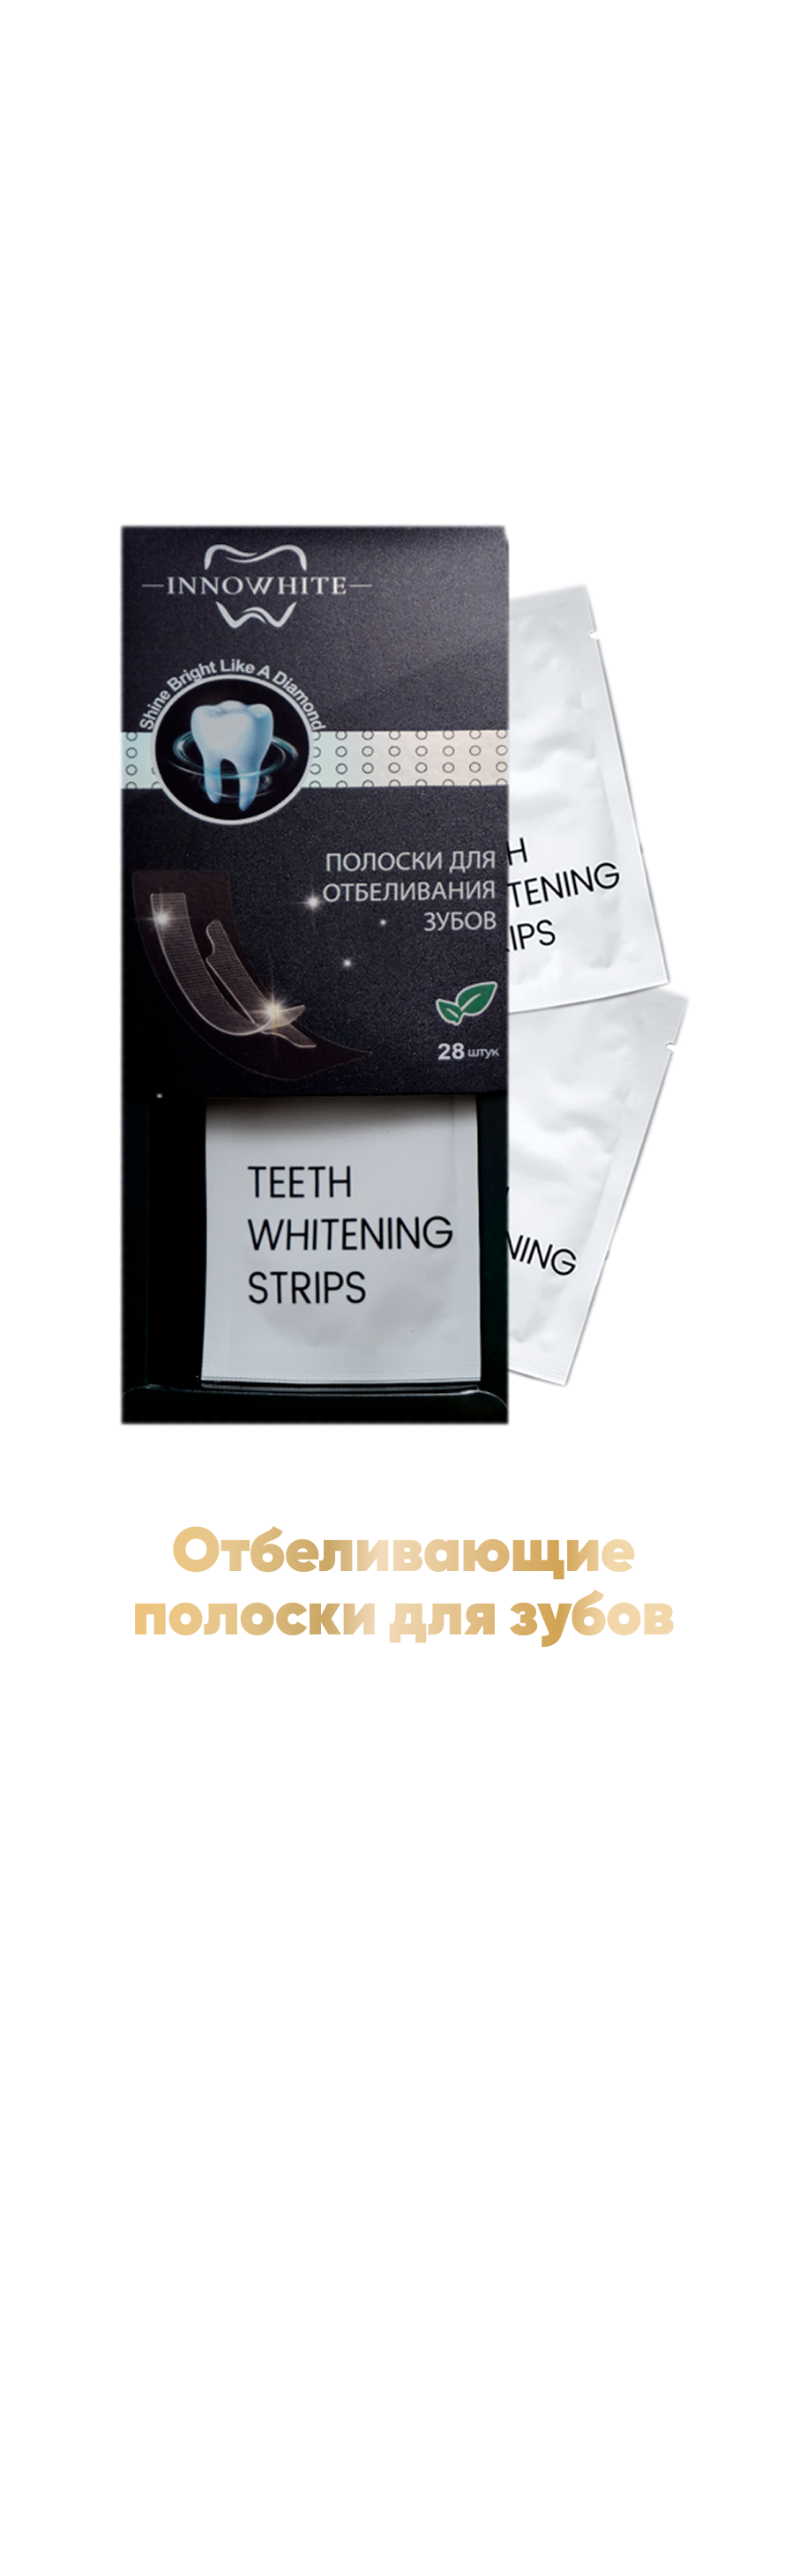 INNOWHITE
Shine Bright Like A Diamond
ПОЛОСКИ ДЛЯ
ОТБЕЛИВАНИЯ
ЗУБОВ
28 штук
TEETH
WHITENING
STRIPS
Отбеливающие
полоски для зубов